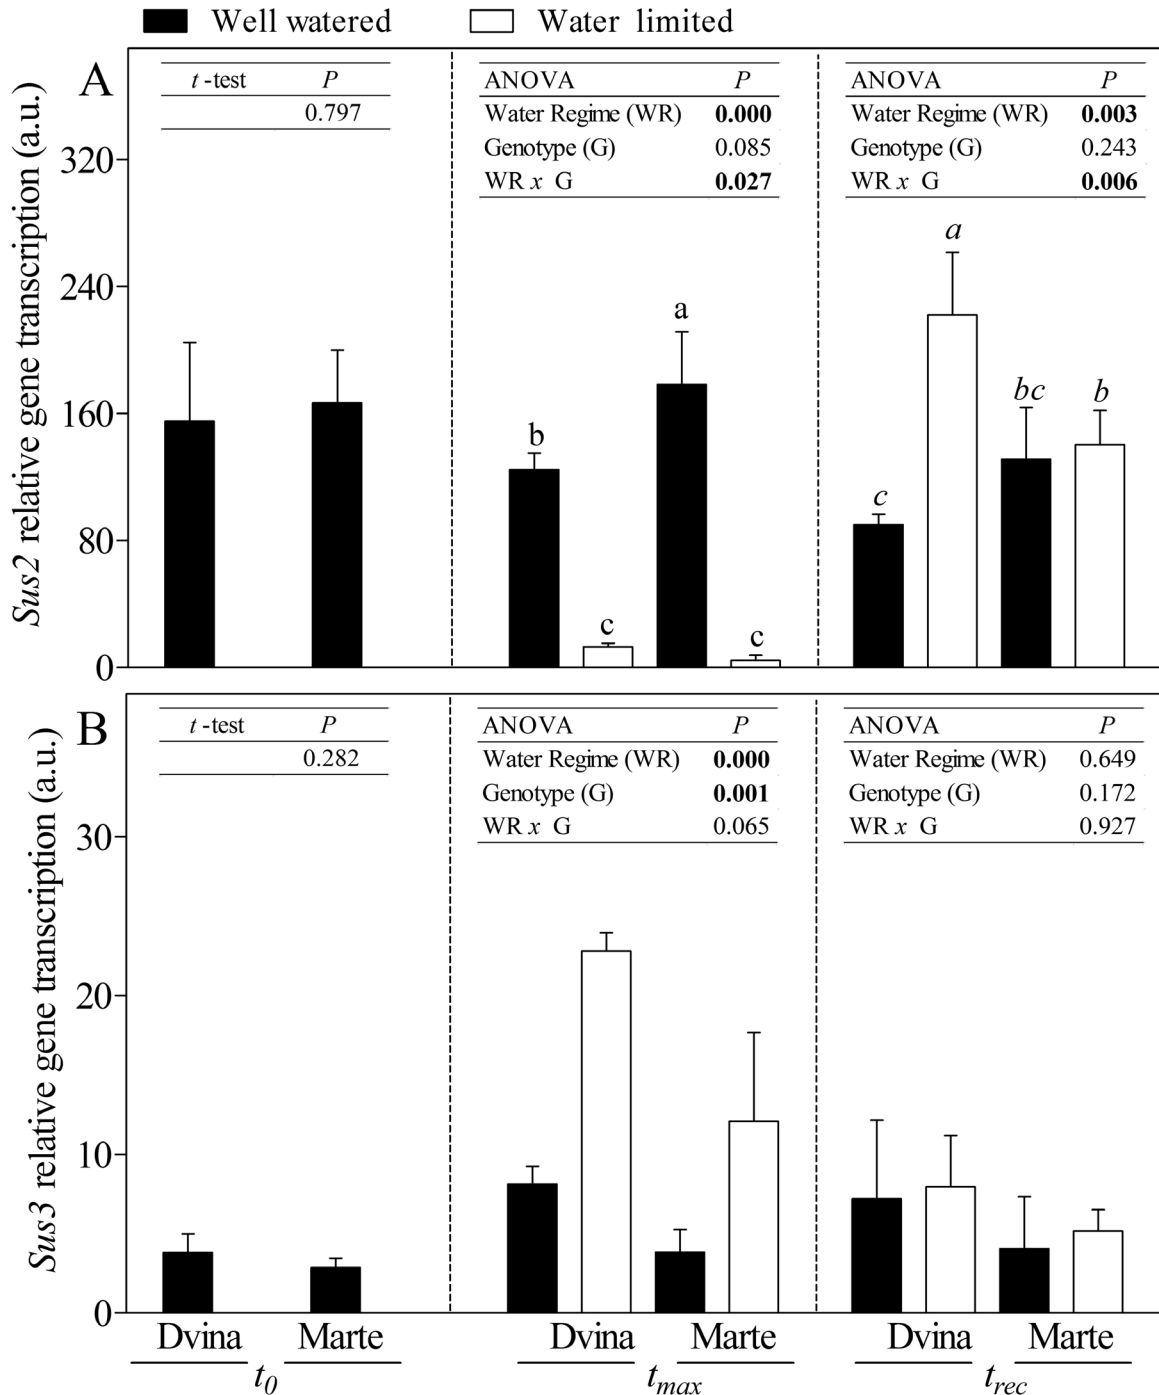 Well watered Water limited
A
t-test P
0.797
ANOVA P
Water Regime (WR) 0.000
Genotype (G) 0.085
WR x G 0.027
ANOVA P
Water Regime (WR) 0.003
Genotype (G) 0.243
WR x G 0.006
Sus2 relative gene transcription (a.u.)
320
240
160
80
0
b
c
a
c
c
a
bc
b
B
t-test P
0.282
ANOVA P
Water Regime (WR) 0.000
Genotype (G) 0.001
WR x G 0.065
ANOVA P
Water Regime (WR) 0.649
Genotype (G) 0.172
WR x G 0.927
Sus3 relative gene transcription (a.u.)
30
20
10
0
Dvina Marte Dvina Marte Dvina Marte
t0 tmax trec